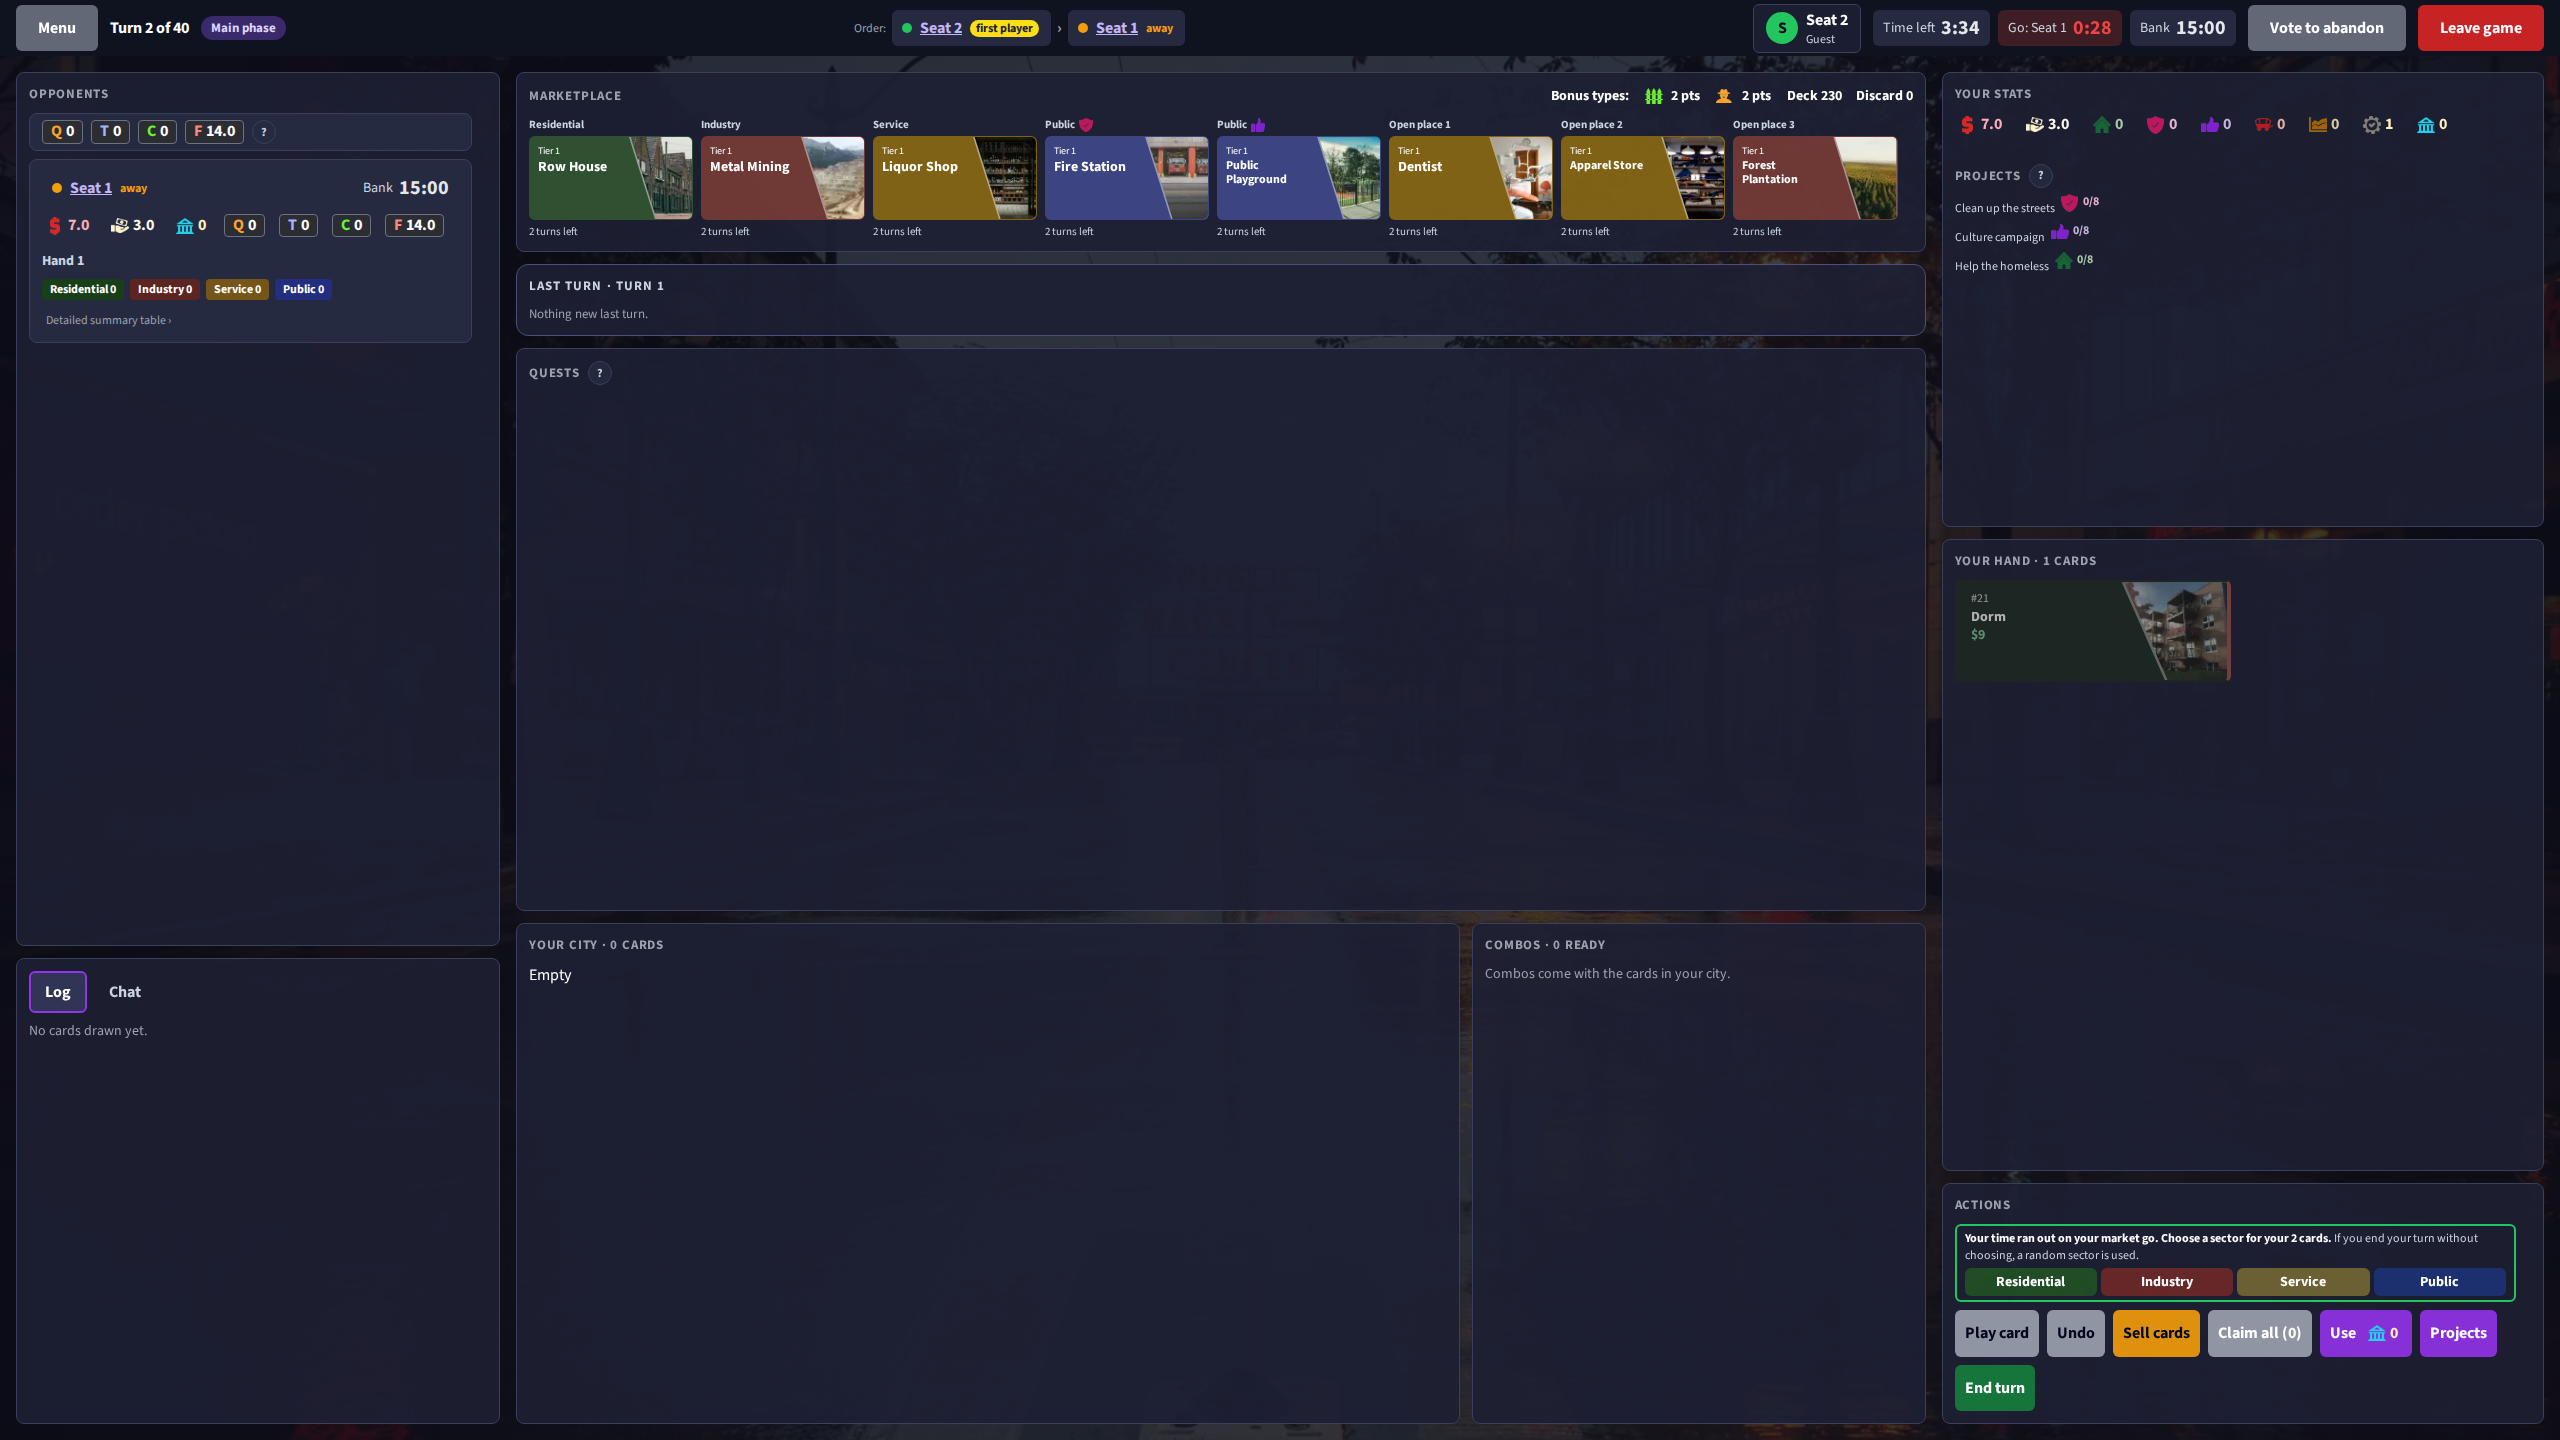 Menu
Turn 2 of 40
Main phase
Order:
Seat 2
first player
›
Seat 1
away
S
Seat 2
Guest
Time left 3:34
Go: Seat 1 0:28
Bank 15:00
Vote to abandon
Leave game
OPPONENTS
Q 0
T 0
C 0
F 14.0
?
Seat 1 away
Bank 15:00
7.0
3.0
0
Q 0
T 0
C 0
F 14.0
Hand 1
Residential 0
Industry 0
Service 0
Public 0
Detailed summary table ›
Log
Chat
No cards drawn yet.
MARKETPLACE
Bonus types:
2 pts
2 pts
Deck 230
Discard 0
Residential
Tier 1
Row House
2 turns left
Industry
Tier 1
Metal Mining
2 turns left
Service
Tier 1
Liquor Shop
2 turns left
Public
Tier 1
Fire Station
2 turns left
Public
Tier 1
Public
Playground
2 turns left
Open place 1
Tier 1
Dentist
2 turns left
Open place 2
Tier 1
Apparel Store
2 turns left
Open place 3
Tier 1
Forest
Plantation
2 turns left
LAST TURN · TURN 1
Nothing new last turn.
QUESTS
?
YOUR CITY · 0 CARDS
Empty
COMBOS · 0 READY
Combos come with the cards in your city.
YOUR STATS
7.0
3.0
0
0
0
0
0
1
0
PROJECTS
?
Clean up the streets 0/8
Culture campaign 0/8
Help the homeless 0/8
YOUR HAND · 1 CARDS
#21
Dorm
$9
ACTIONS
Your time ran out on your market go. Choose a sector for your 2 cards. If you end your turn without
choosing, a random sector is used.
Residential
Industry
Service
Public
Play card
Undo
Sell cards
Claim all (0)
Use 0
Projects
End turn